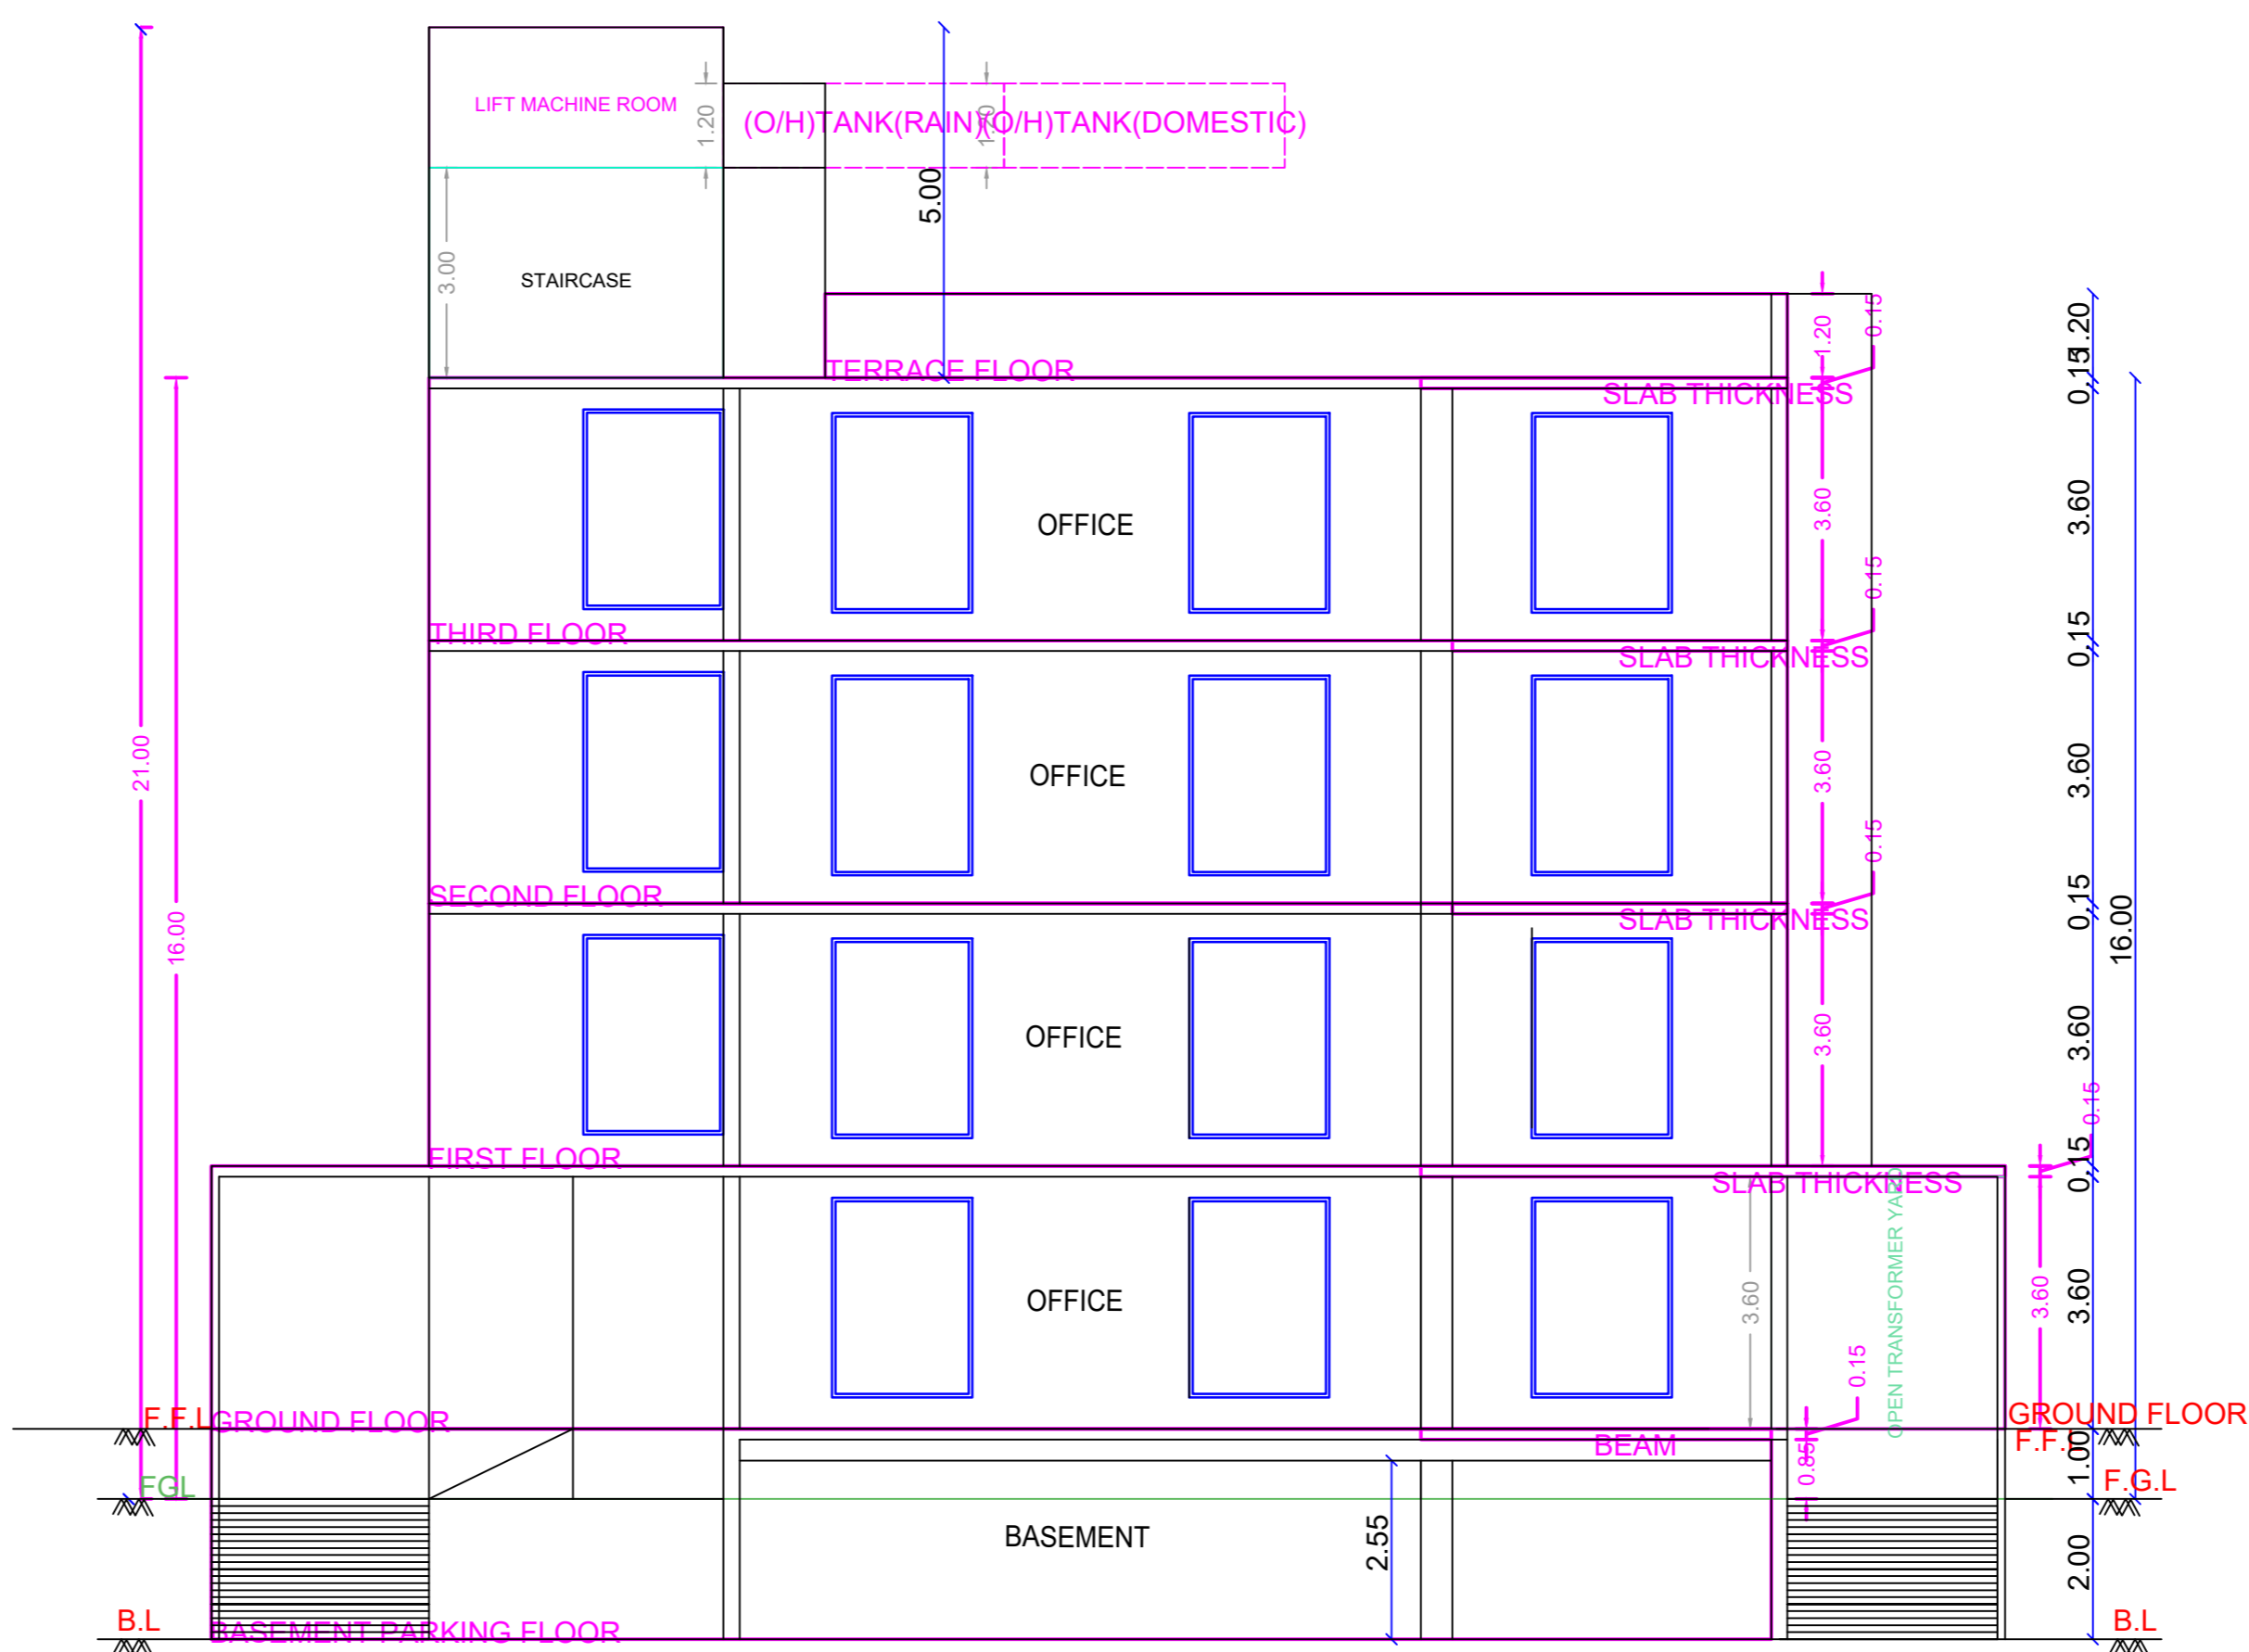 LIFT MACHINE ROOM
1.20
(O/H)TANK(RAIN)
1.20
(O/H)TANK(DOMESTIC)
5.00
3.00
STAIRCASE
1.20
0.15
1.20
0.15
TERRACE FLOOR
SLAB THICKNESS
OFFICE
3.60
3.60
0.15
THIRD FLOOR
SLAB THICKNESS
0.15
21.00
OFFICE
3.60
3.60
0.15
SECOND FLOOR
SLAB THICKNESS
0.15
16.00
16.00
OFFICE
3.60
3.60
0.15
FIRST FLOOR
SLAB THICKNESS
0.15
OPEN TRANSFORMER YARD
OFFICE
3.60
3.60
3.60
0.15
F.F.L
GROUND FLOOR
GROUND FLOOR
F.F.L
BEAM
0.85
1.00
FGL
F.G.L
BASEMENT
2.55
2.00
B.L
BASEMENT PARKING FLOOR
B.L